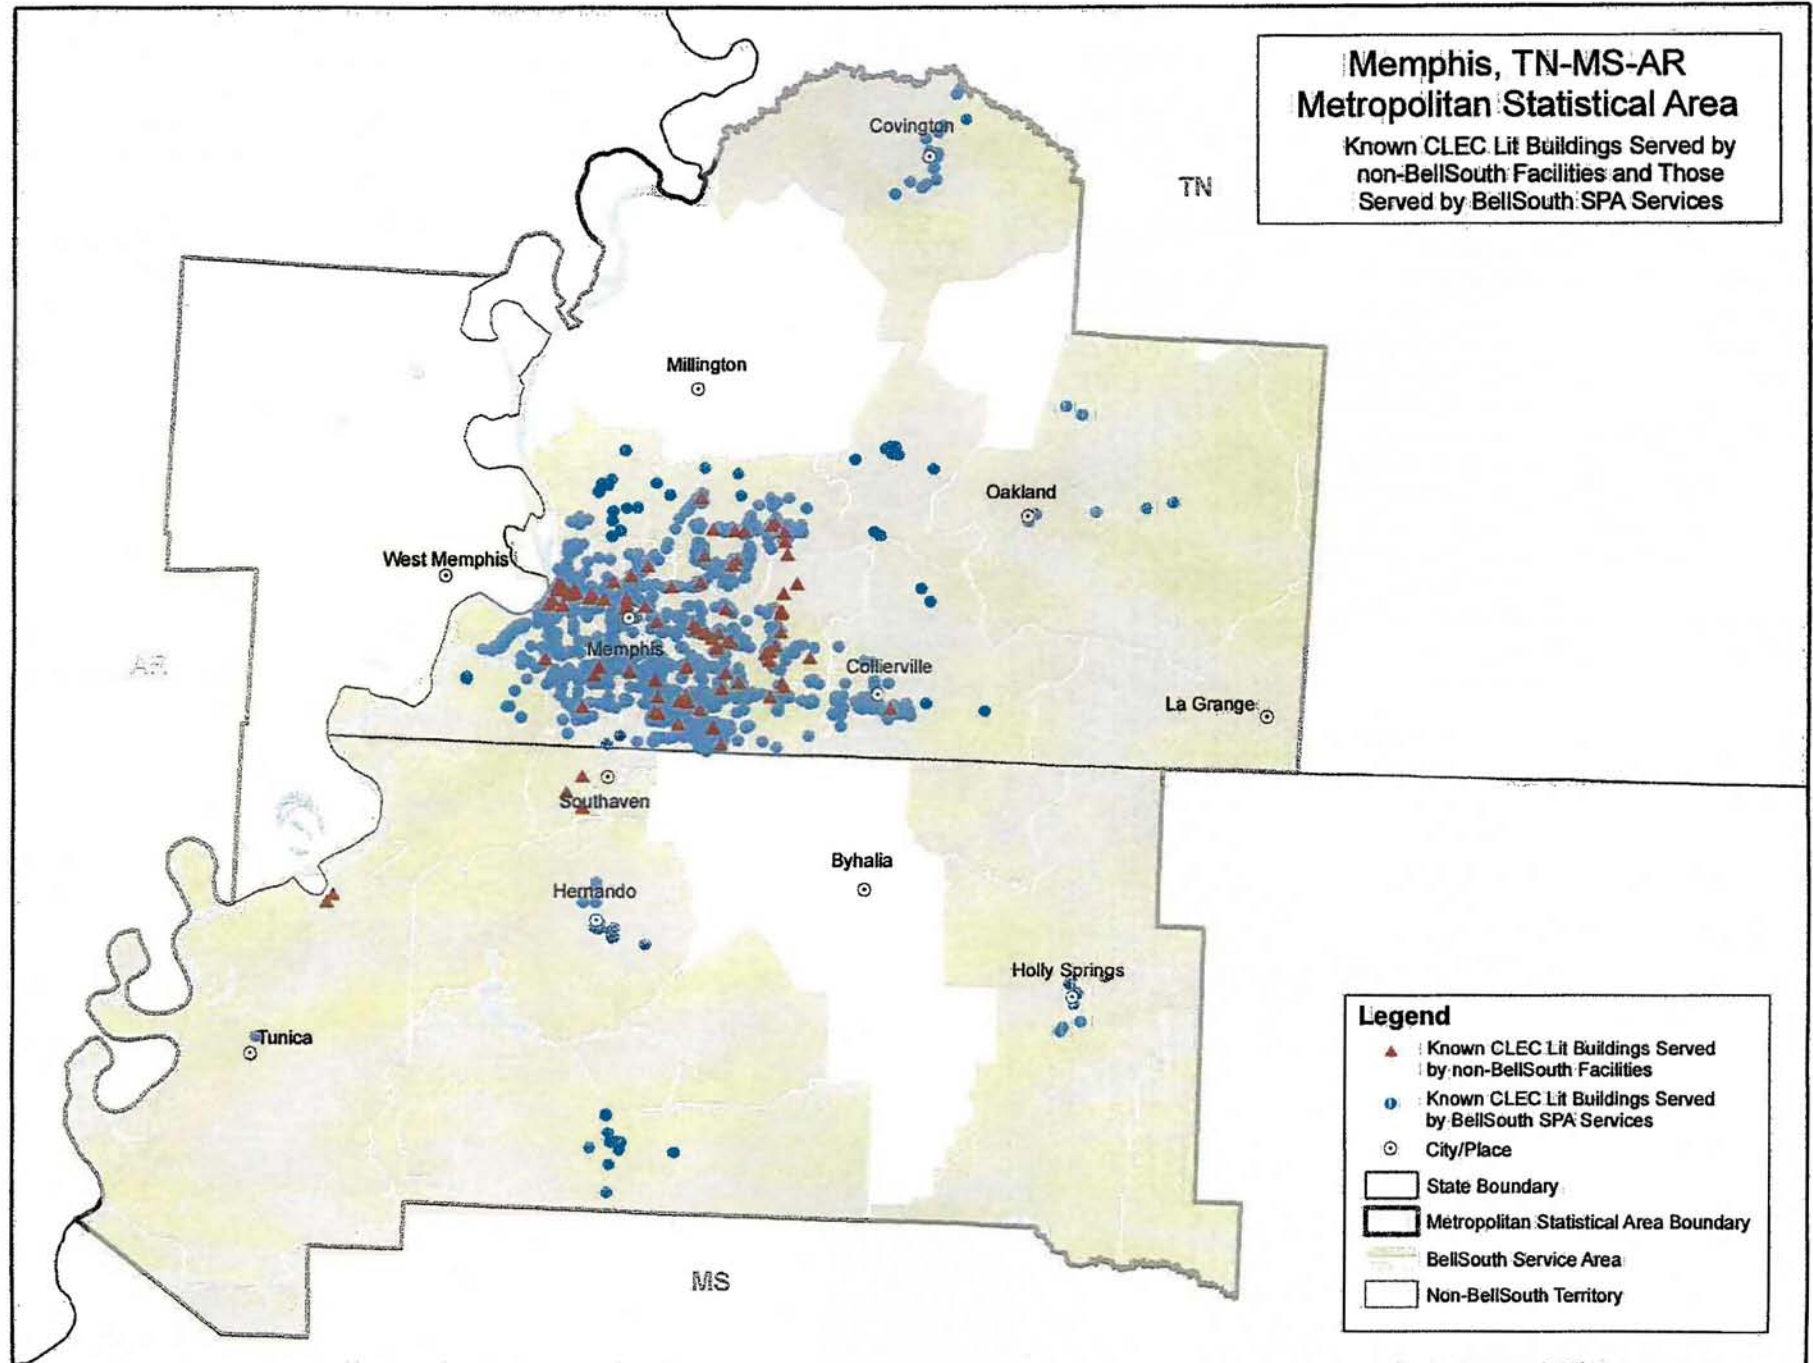 Memphis, TN-MS-AR
Metropolitan Statistical Area
Known CLEC Lit Buildings Served by
non-BellSouth Facilities and Those
Served by BellSouth SPA Services
Covington
TN
Millington
Oakland
West Memphis
AR
Memphis
Collierville
La Grange
Southaven
Byhalia
Hernando
Holly Springs
Tunica
MS
Legend
Known CLEC Lit Buildings Served
by non-BellSouth Facilities
Known CLEC Lit Buildings Served
by BellSouth SPA Services
City/Place
State Boundary
Metropolitan Statistical Area Boundary
BellSouth Service Area
Non-BellSouth Territory